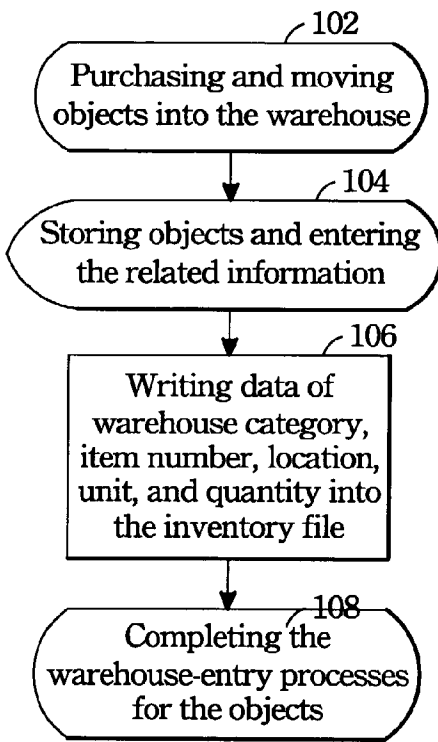 102
Purchasing and moving
objects into the warehouse
104
Storing objects and entering
the related information
106
Writing data of
warehouse category,
item number, location,
unit, and quantity into
the inventory file
108
Completing the
warehouse-entry processes
for the objects